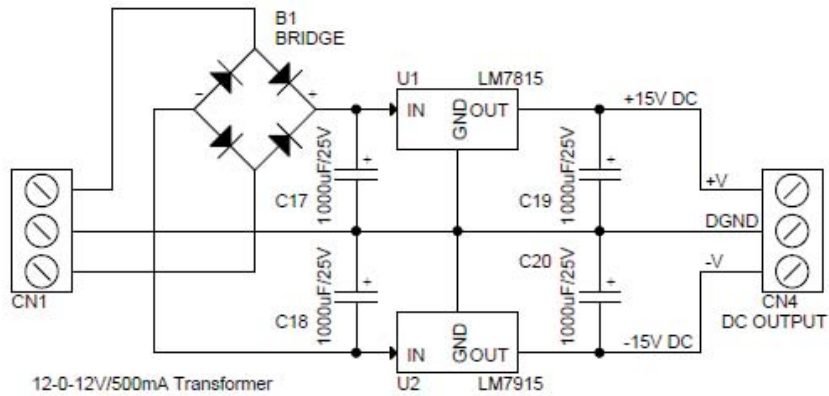 B1
BRIDGE
U1
LM7815
− +
IN
GND
OUT
+15V DC
+
1000uF/25V
C17
+
1000uF/25V
C19
+V
DGND
-V
CN1
+
1000uF/25V
C18
+
1000uF/25V
C20
CN4
DC OUTPUT
IN
GND
OUT
-15V DC
U2
LM7915
12-0-12V/500mA Transformer